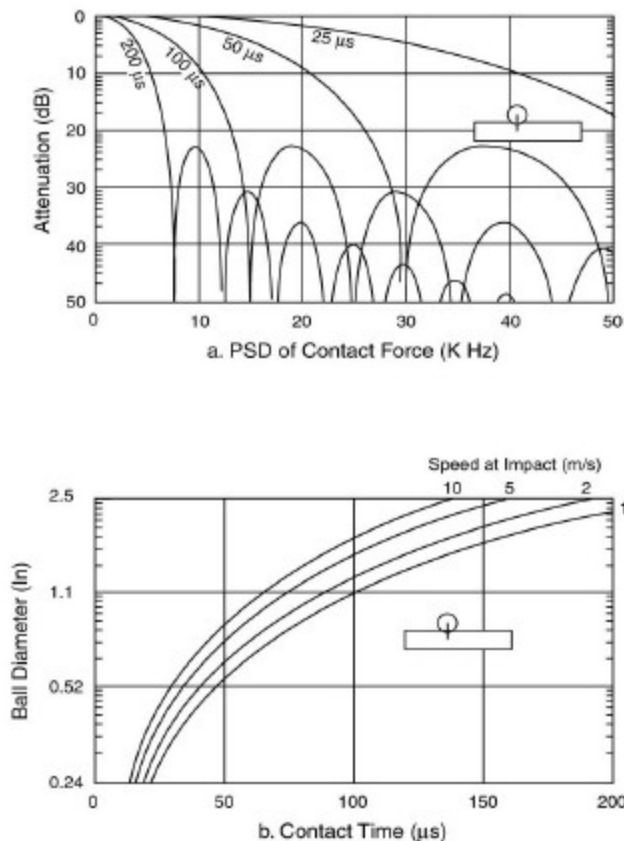 0
10
20
30
40
50
Attenuation (dB)
200 µs
100 µs
50 µs
25 µs
0 10 20 30 40 50
a. PSD of Contact Force (K Hz)
Speed at Impact (m/s)
10 5 2 1
2.5
1.1
0.52
0.24
Ball Diameter (In)
0 50 100 150 200
b. Contact Time (µs)